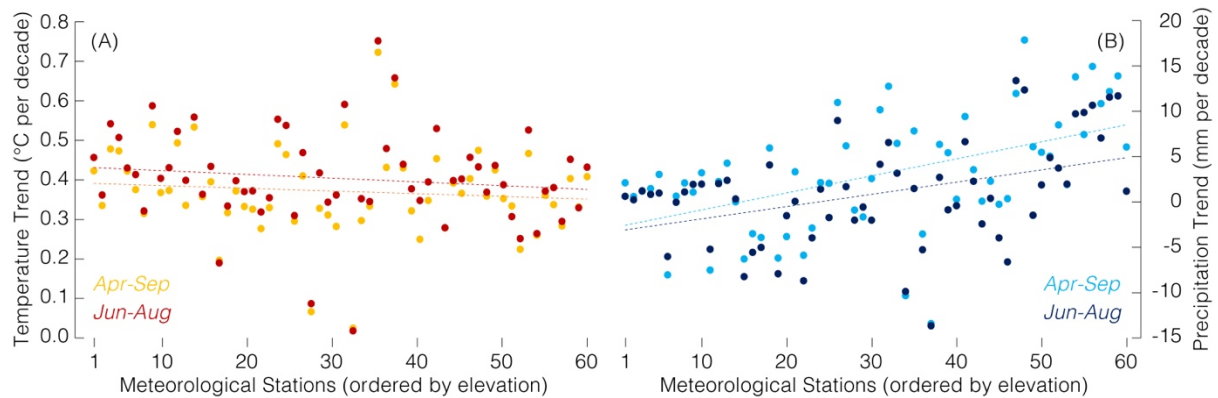 (A)
Temperature Trend (°C per decade)
0.8
0.7
0.6
0.5
0.4
0.3
0.2
0.1
0.0
Apr-Sep
Jun-Aug
1 10 20 30 40 50 60
Meteorological Stations (ordered by elevation)
(B)
Precipitation Trend (mm per decade)
20
15
10
5
0
-5
-10
-15
Apr-Sep
Jun-Aug
1 10 20 30 40 50 60
Meteorological Stations (ordered by elevation)